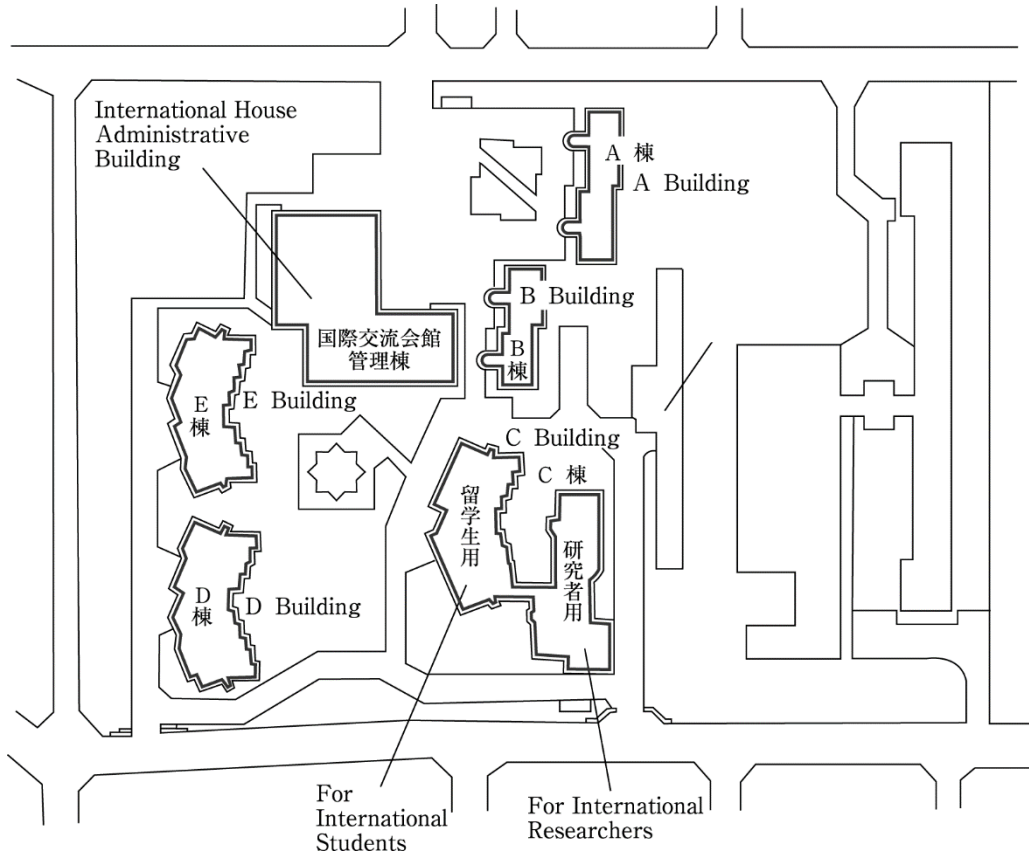 International House
Administrative
Building
A 棟
A Building
B Building
B
棟
国際交流会館
管理棟
E
棟
E Building
C Building
C 棟
留学生用
研究者用
D
棟
D Building
For
International
Students
For International
Researchers